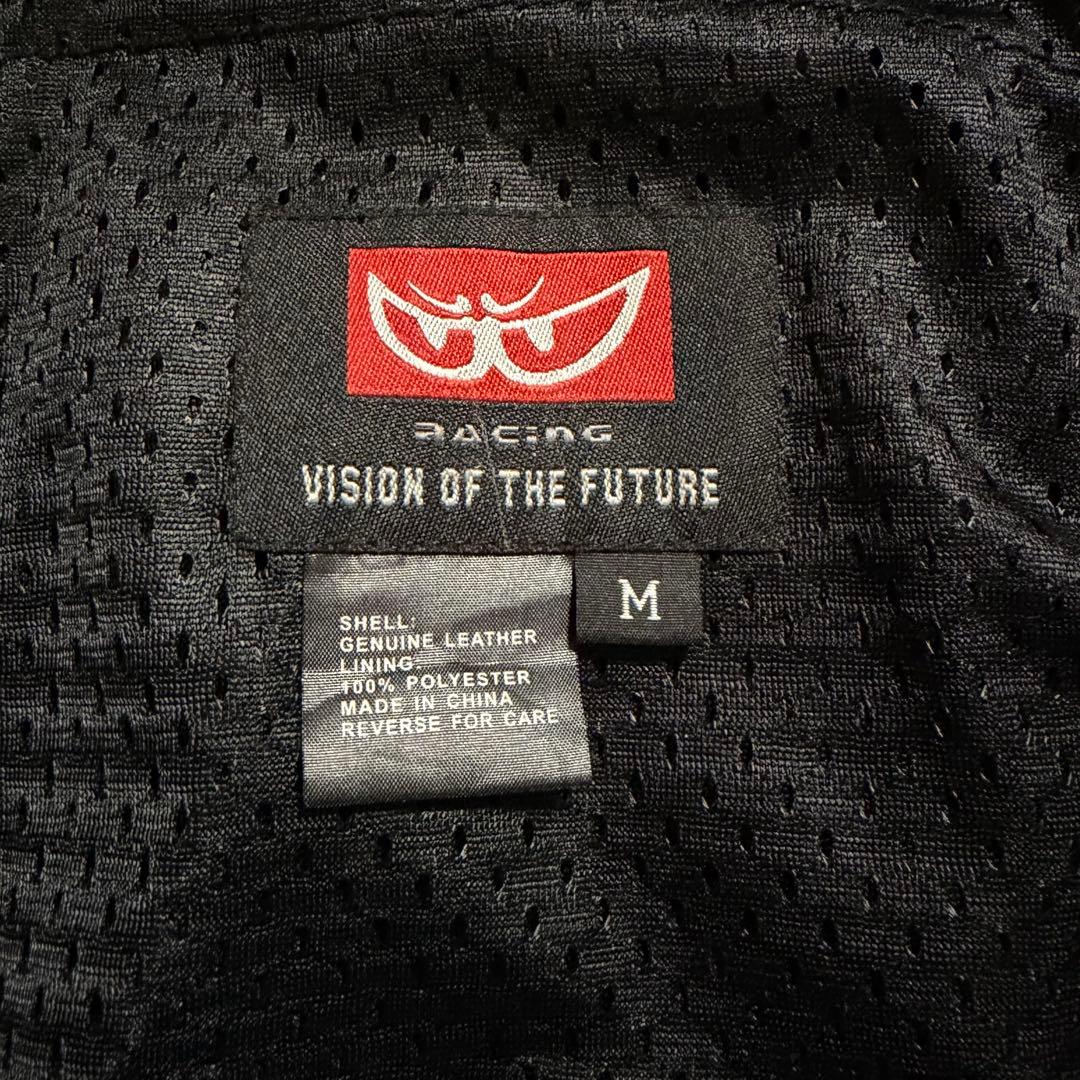 RACING
VISION OF THE FUTURE
M
SHELL:
GENUINE LEATHER
LINING:
100% POLYESTER
MADE IN CHINA
REVERSE FOR CARE